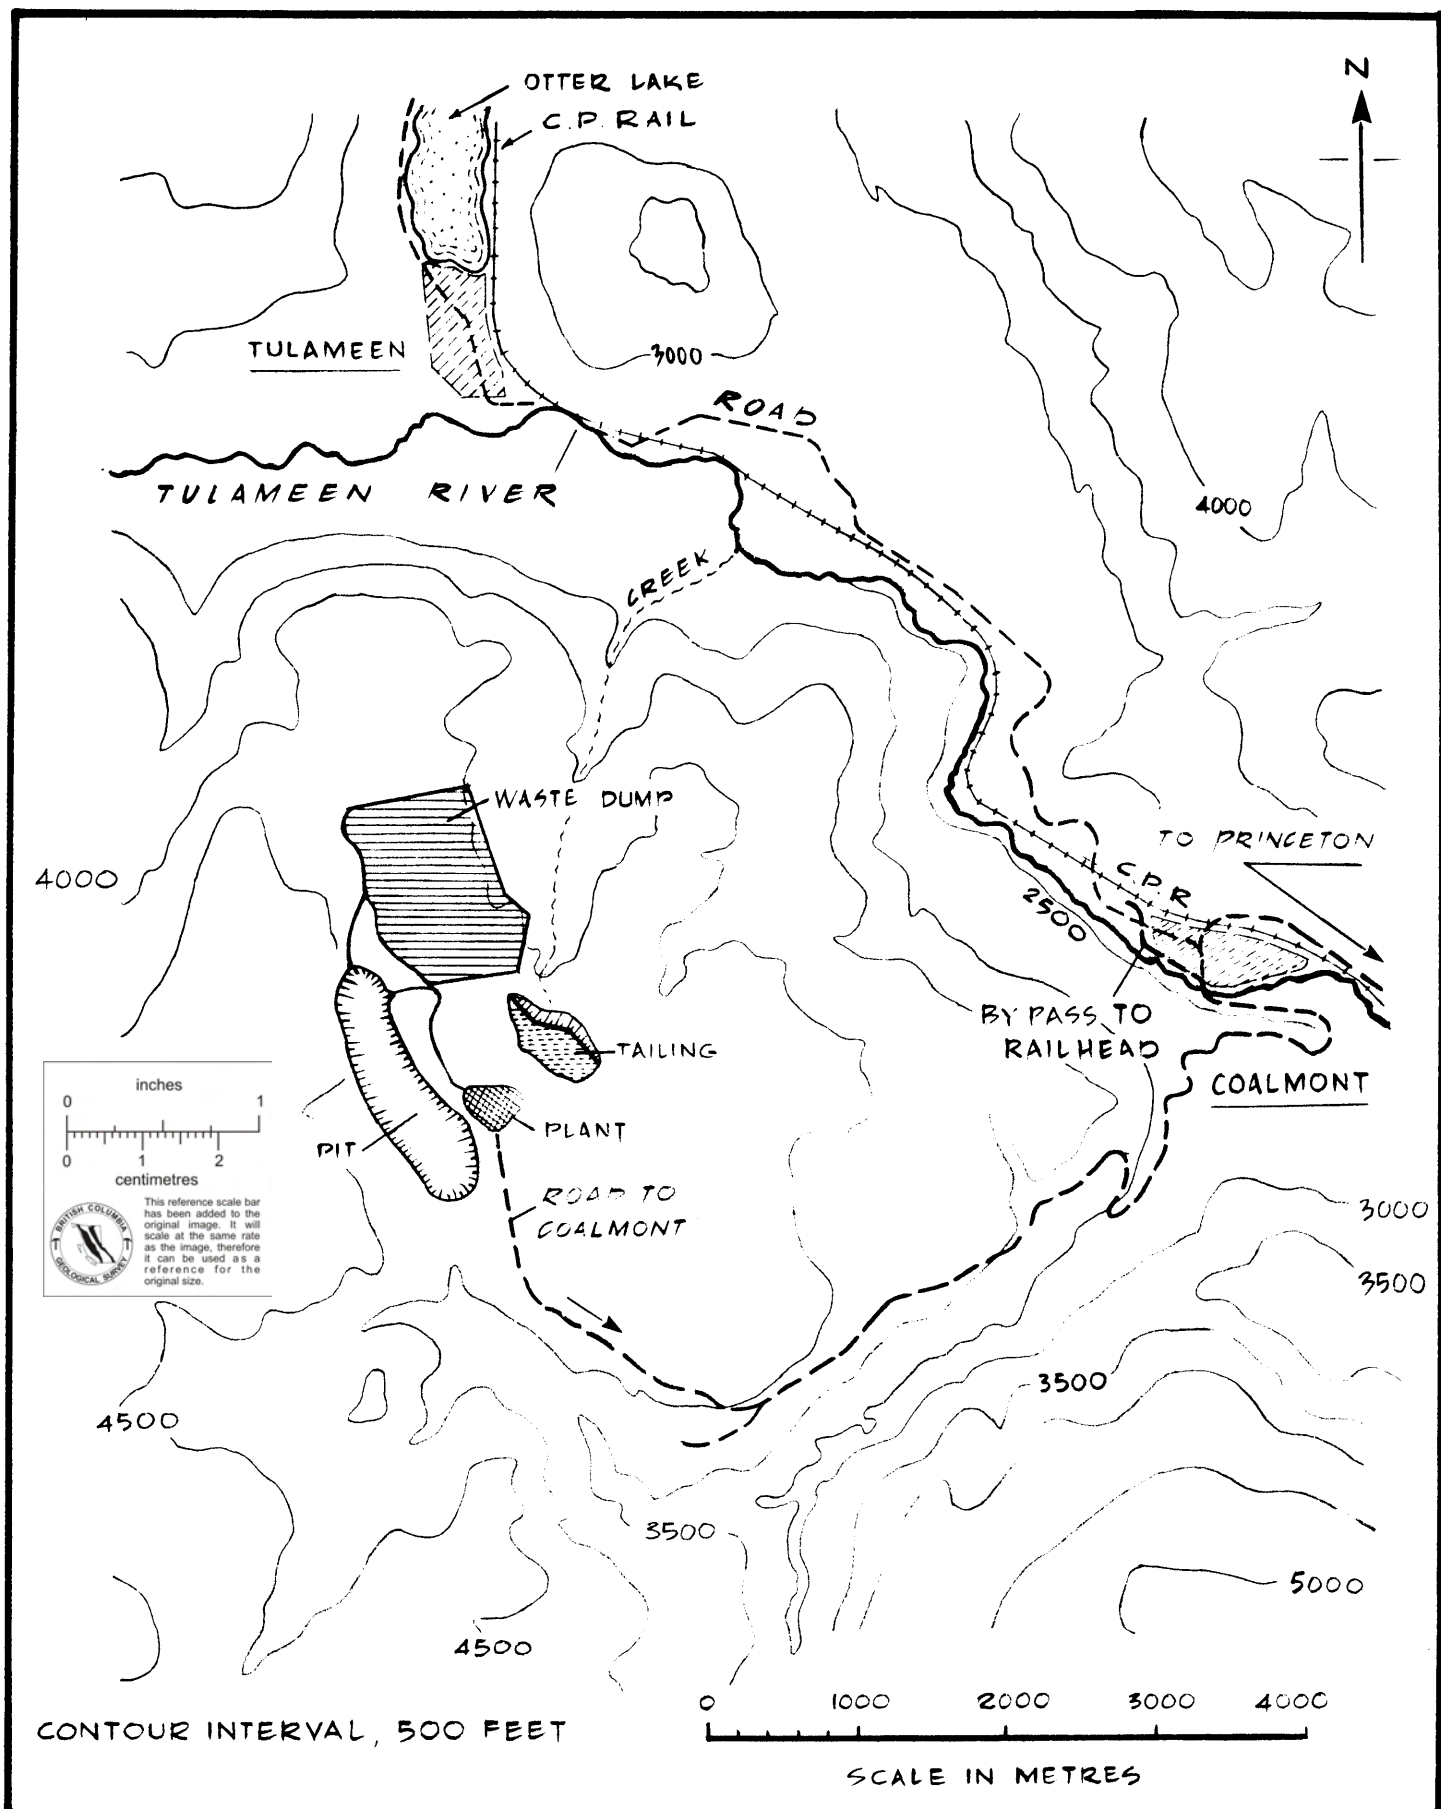 OTTER LAKE
C.P. RAIL
N
TULAMEEN
3000
ROAD
TULAMEEN RIVER
4000
CREEK
WASTE DUMP
TO PRINCETON
4000
C.P.R
2500
BY PASS TO
RAILHEAD
TAILING
COALMONT
inches
0 1
0 1 2
centimetres
This reference scale bar
has been added to the
original image. It will
scale at the same rate
as the image, therefore
it can be used as a
reference for the
original size.
BRITISH COLUMBIA
GEOLOGICAL SURVEY
PIT
PLANT
ROAD TO
COALMONT
3000
3500
3500
4500
3500
5000
4500
0 1000 2000 3000 4000
CONTOUR INTERVAL, 500 FEET
SCALE IN METRES